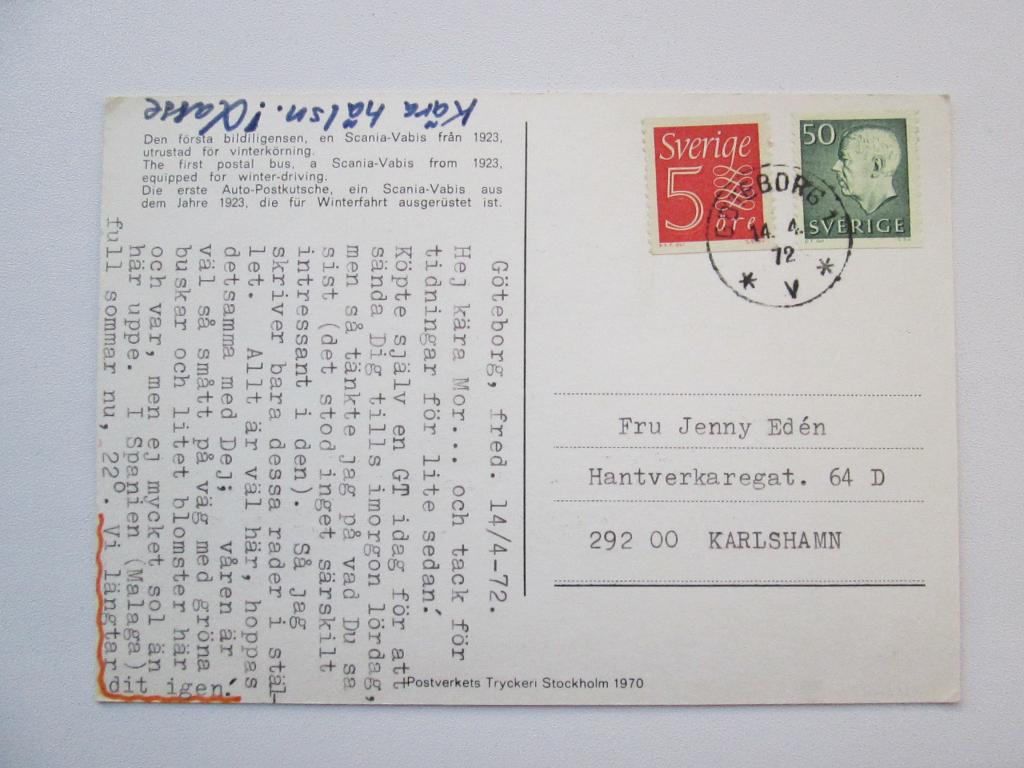 Kära hälsn.! Lasse
Den första bildiligensen, en Scania-Vabis från 1923,
utrustad för vinterkörning.
The first postal bus, a Scania-Vabis from 1923,
equipped for winter-driving.
Die erste Auto-Postkutsche, ein Scania-Vabis aus
dem Jahre 1923, die für Winterfahrt ausgerüstet ist.
Göteborg, fred. 14/4-72.
Hej kära Mor... och tack för
tidningar för lite sedan!
Köpte själv en GT idag för att
sända Dig tills imorgon lördag,
men så tänkte jag på vad Du sa
sist (det stod inget särskilt
intressant i den). Så jag
skriver bara dessa rader i stäl-
let. Allt är väl här, hoppas
detsamma med Dej; våren är
väl så smått på väg med gröna
buskar och litet blomster här
och var, men ej mycket sol än
här uppe. I Spanien (Malaga)
full sommar nu, 22°. Vi längtar
dit igen!
Sverige
5
öre
50
SVERIGE
GÖTEBORG 1
14. 4.
72
* V *
Fru Jenny Edén
Hantverkaregat. 64 D
292 00 KARLSHAMN
Postverkets Tryckeri Stockholm 1970